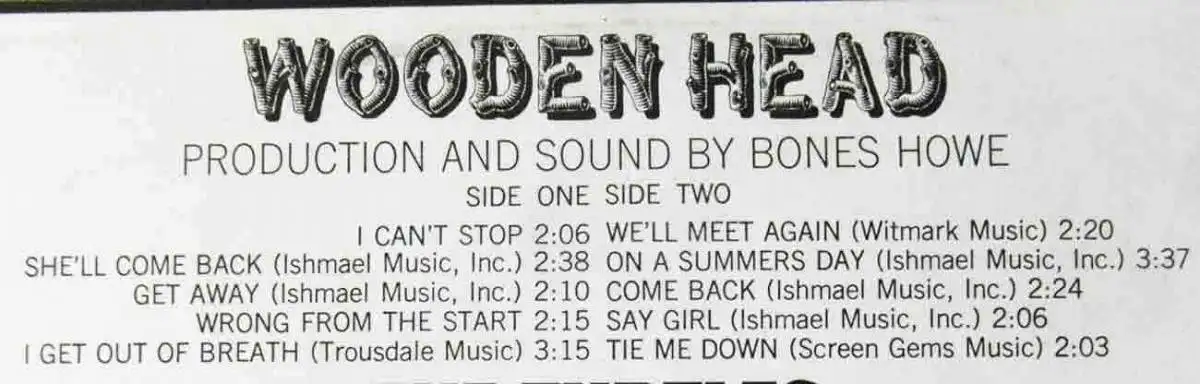 WOODEN HEAD
PRODUCTION AND SOUND BY BONES HOWE
SIDE ONE SIDE TWO
I CAN'T STOP 2:06 WE'LL MEET AGAIN (Witmark Music) 2:20
SHE'LL COME BACK (Ishmael Music, Inc.) 2:38 ON A SUMMERS DAY (Ishmael Music, Inc.) 3:37
GET AWAY (Ishmael Music, Inc.) 2:10 COME BACK (Ishmael Music, Inc.) 2:24
WRONG FROM THE START 2:15 SAY GIRL (Ishmael Music, Inc.) 2:06
I GET OUT OF BREATH (Trousdale Music) 3:15 TIE ME DOWN (Screen Gems Music) 2:03